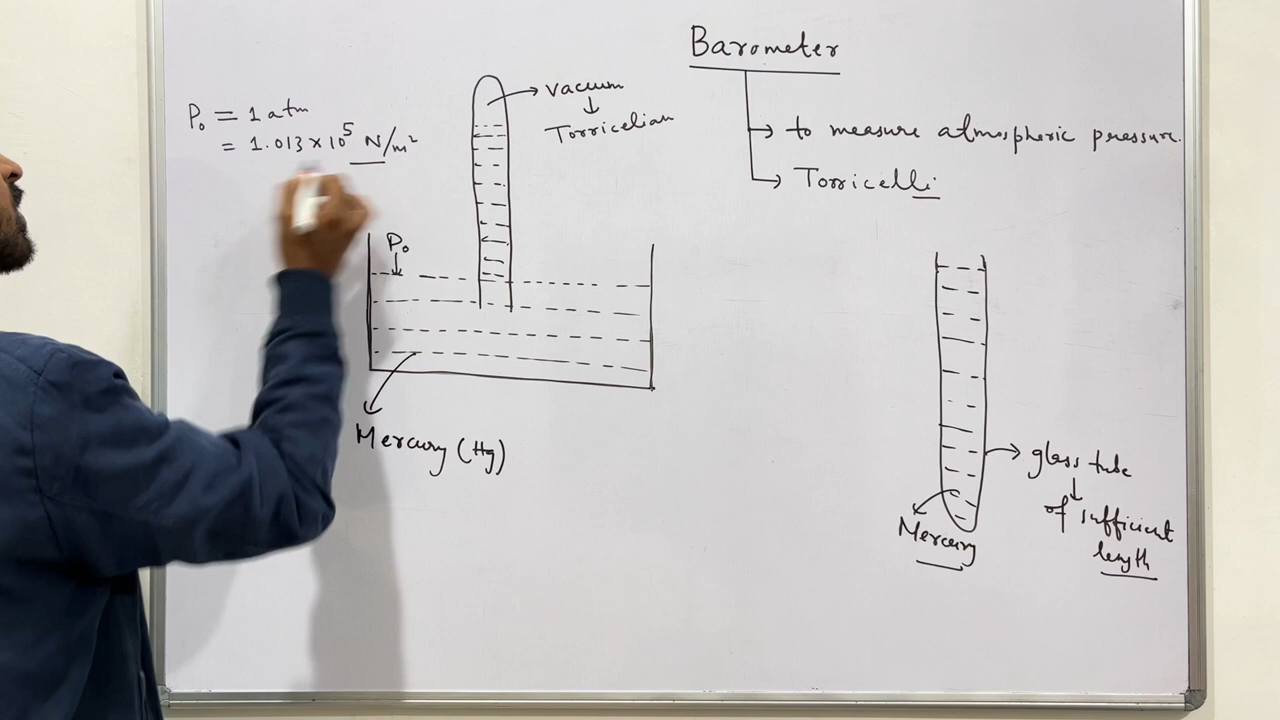 Barometer
→ to measure atmospheric pressure.
→ Torricelli
P₀ = 1 atm
= 1.013 × 10⁵ N/m²
→ vacuum
↓
Torricelian
P₀
↓
Mercury (Hg)
→ glass tube
↓
of sufficient
length
Mercury